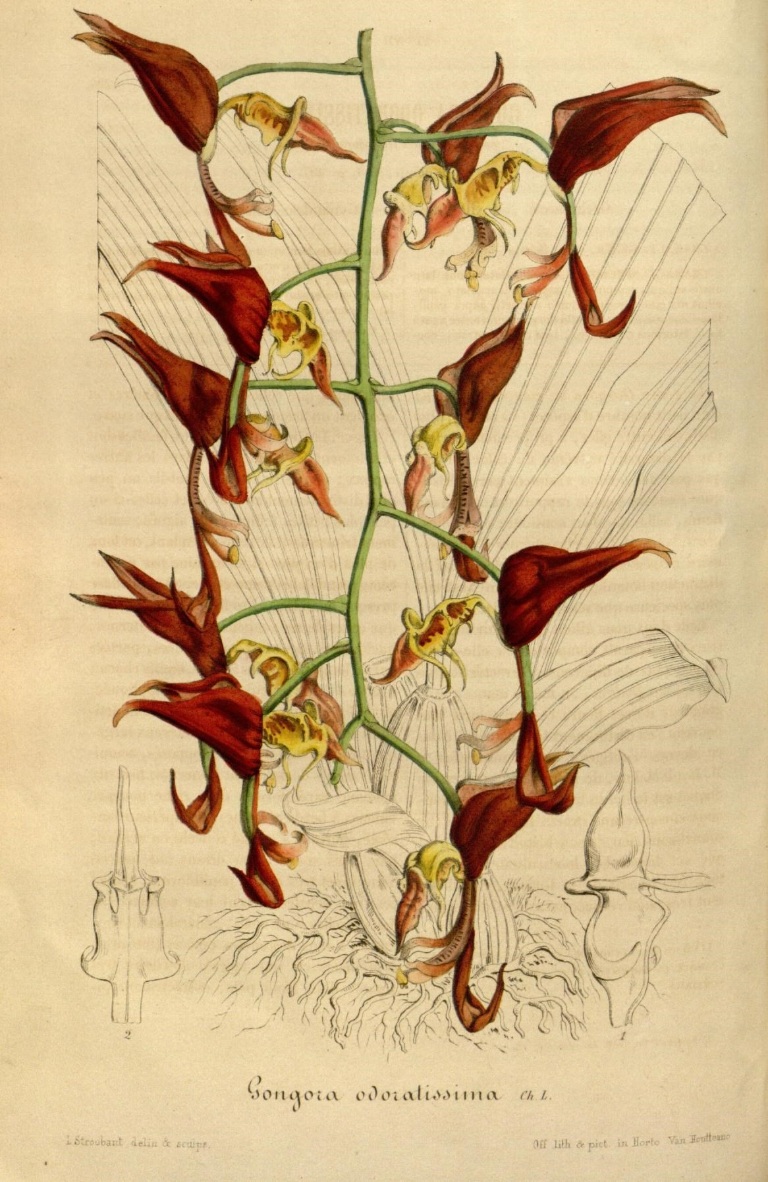 2
1
Gongora odoratissima Ch. L.
L Stroobant delin & sculps.
Off lith & pict in Horto Van Houtteano